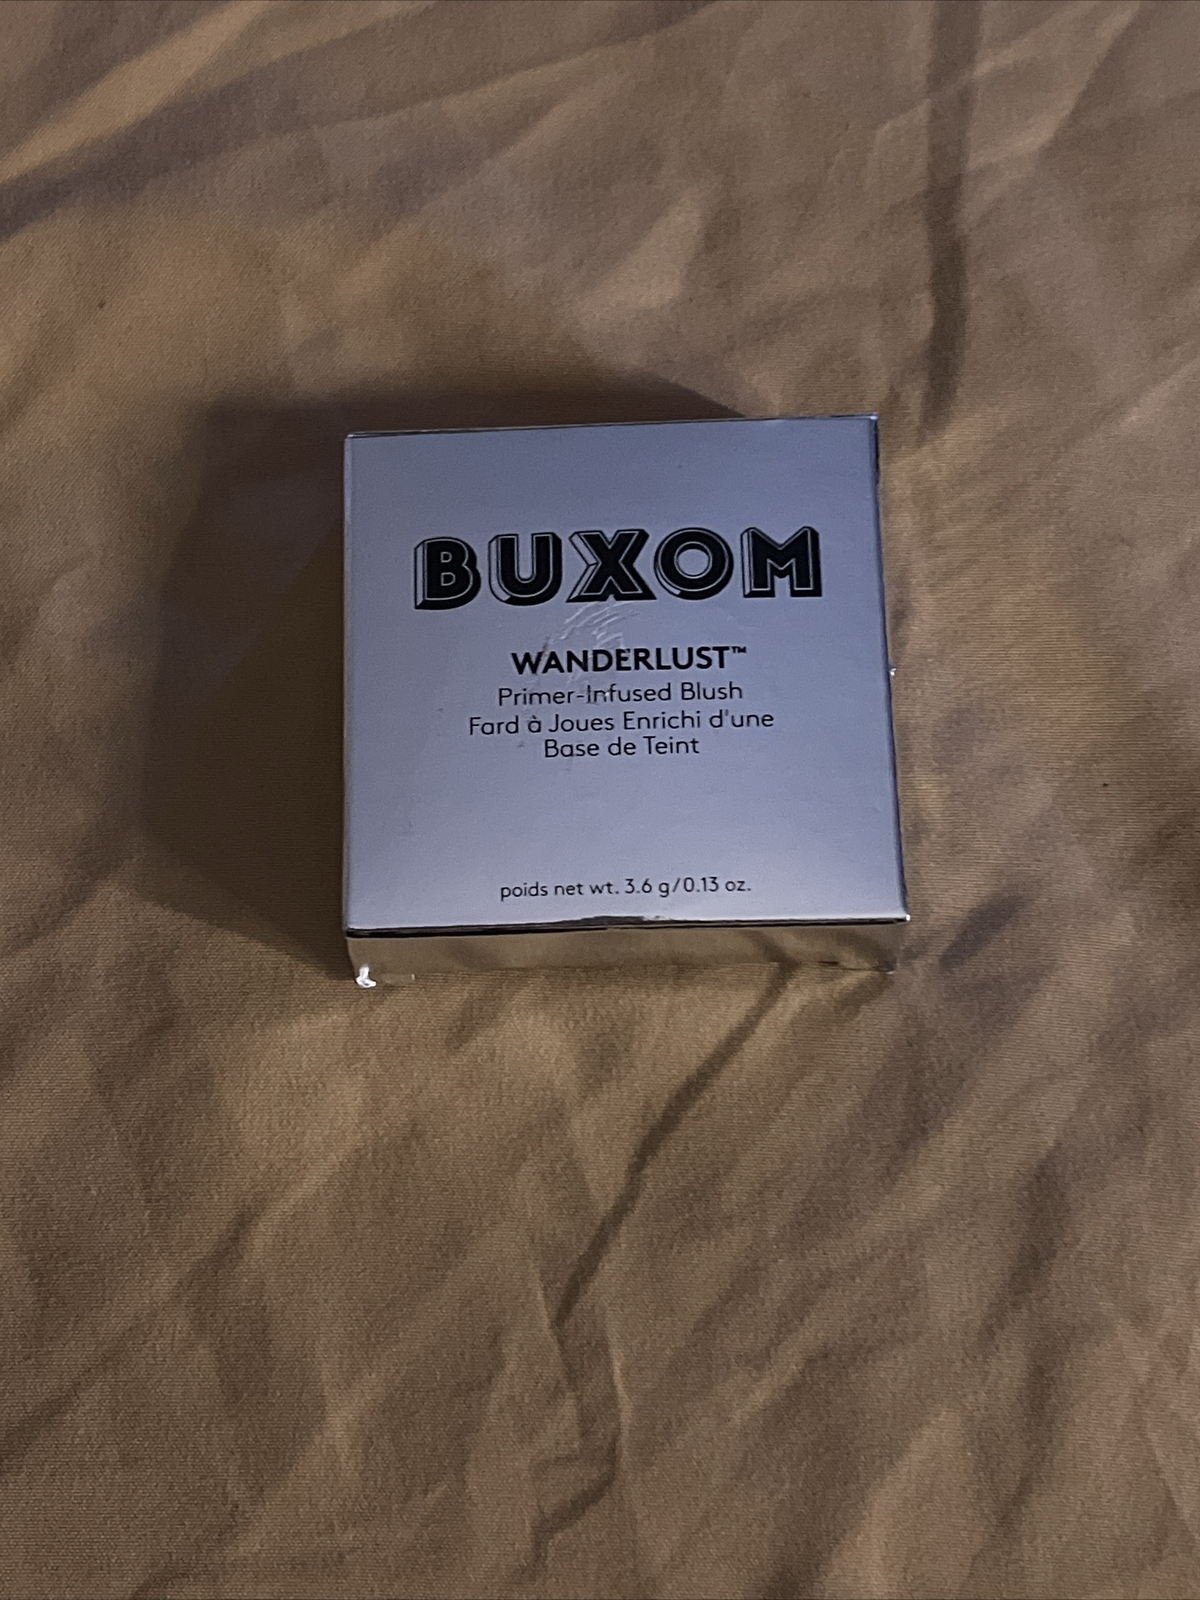 BUXOM
WANDERLUST™
Primer-Infused Blush
Fard à Joues Enrichi d'une
Base de Teint
poids net wt. 3.6 g/0.13 oz.